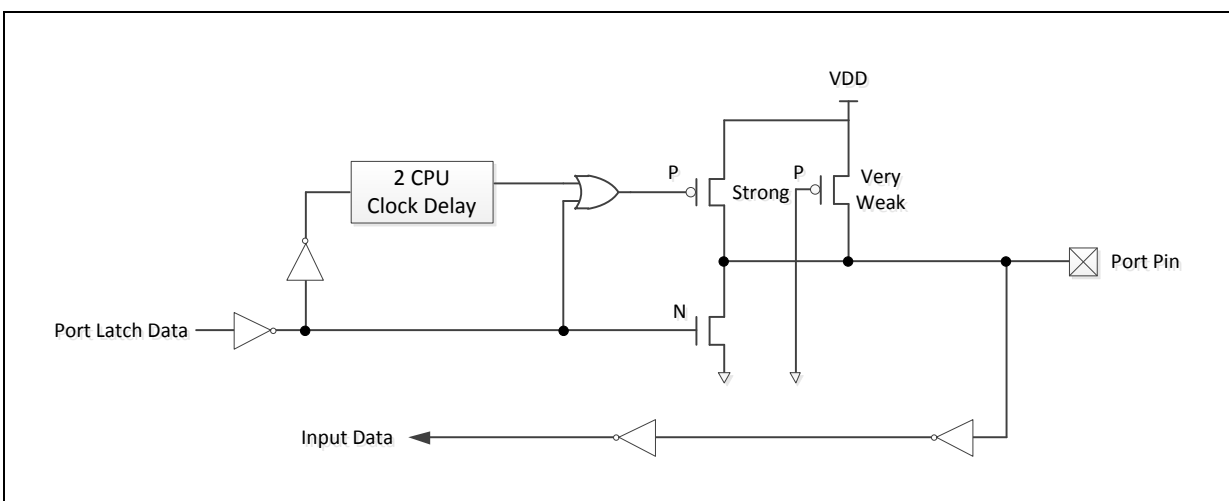 VDD
2 CPU
Clock Delay
P
Strong
P
Very
Weak
Port Pin
N
Port Latch Data
Input Data